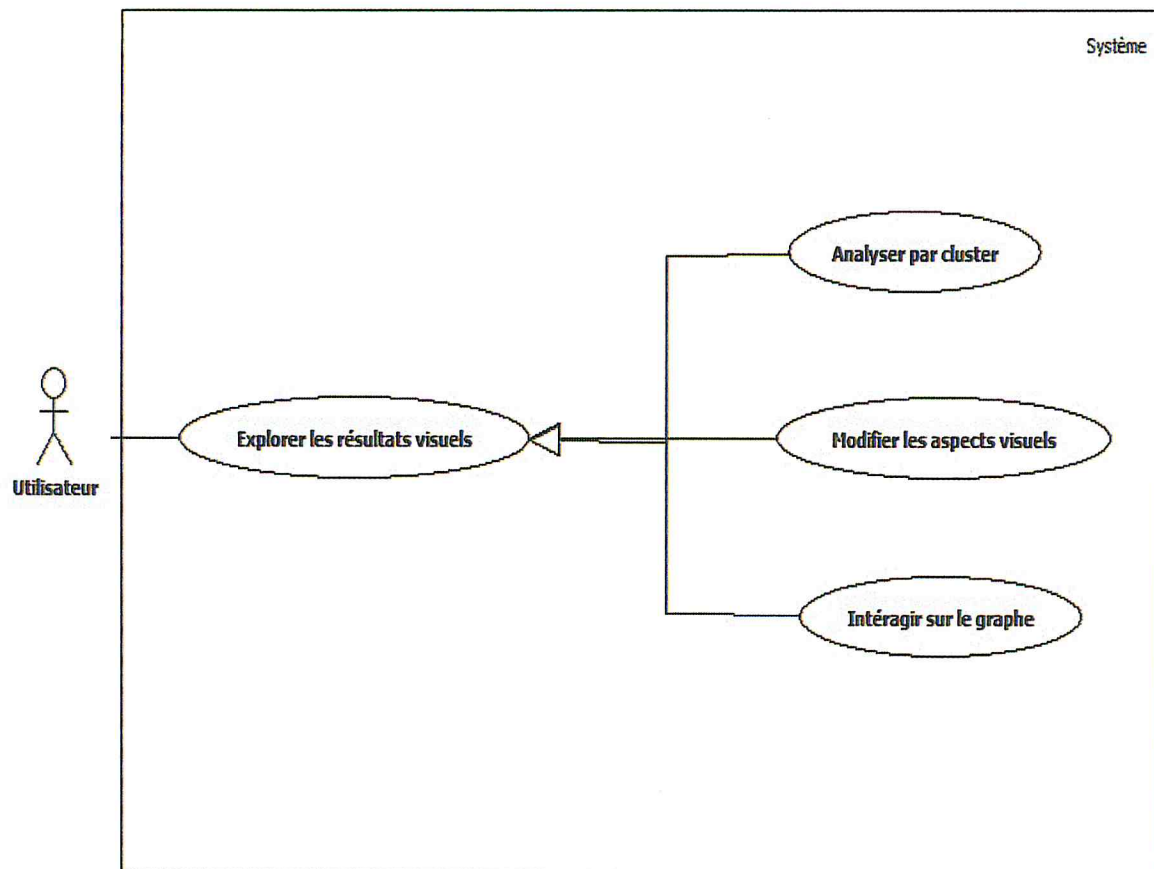 Système
Analyser par cluster
Explorer les résultats visuels
Modifier les aspects visuels
Utilisateur
Intéragir sur le graphe